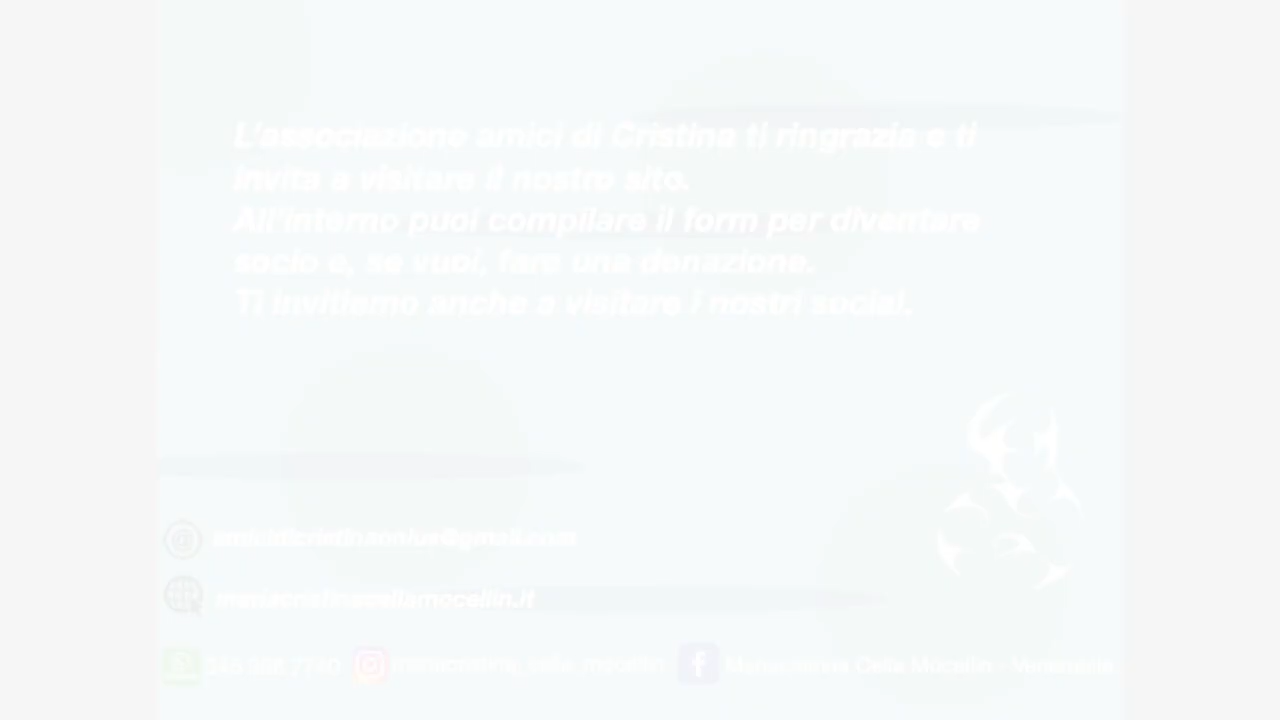 L'associazione amici di Cristina ti ringrazia e ti
invita a visitare il nostro sito.
All'interno puoi compilare il form per diventare
socio e, se vuoi, fare una donazione.
Ti invitiamo anche a visitare i nostri social.
amicidicristinaonlus@gmail.com
mariacristinacellamocellin.it